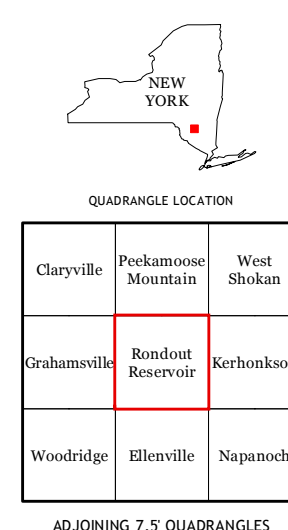 NEW
YORK
QUADRANGLE LOCATION
Claryville
Peekamoose
Mountain
West
Shokan
Grahamsville
Rondout
Reservoir
Kerhonkso
Woodridge
Ellenville
Napanoch
ADJOINING 7.5' QUADRANGLES